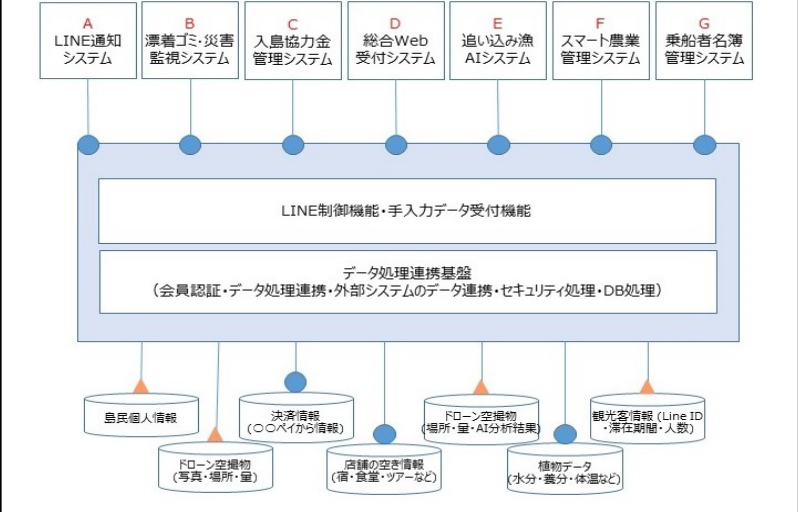 A
LINE通知
システム
B
漂着ゴミ・災害
監視システム
C
入島協力金
管理システム
D
総合Web
受付システム
E
追い込み漁
AIシステム
F
スマート農業
管理システム
G
乗船者名簿
管理システム
LINE制御機能・手入力データ受付機能
データ処理連携基盤
（会員認証・データ処理連携・外部システムのデータ連携・セキュリティ処理・DB処理）
島民個人情報
ドローン空撮物
(写真・場所・量)
決済情報
(〇〇ペイから情報)
店舗の空き情報
(宿・食堂・ツアーなど)
ドローン空撮物
(場所・量・AI分析結果)
植物データ
(水分・養分・体温など)
観光客情報 (Line ID
・滞在期間・人数)